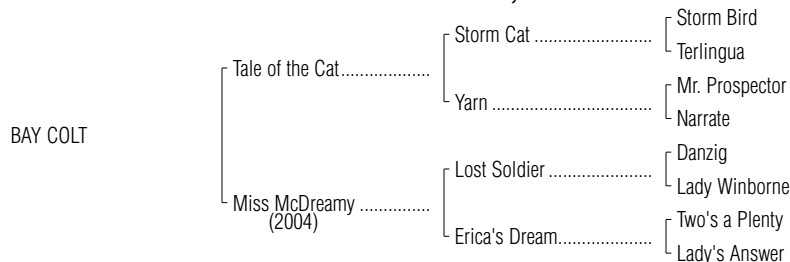 Storm Bird
Storm Cat ......................
Terlingua
Tale of the Cat...................
Mr. Prospector
Yarn ................................
Narrate
BAY COLT
Danzig
Lost Soldier ....................
Lady Winborne
Miss McDreamy ...............
(2004)
Two's a Plenty
Erica's Dream..................
Lady's Answer